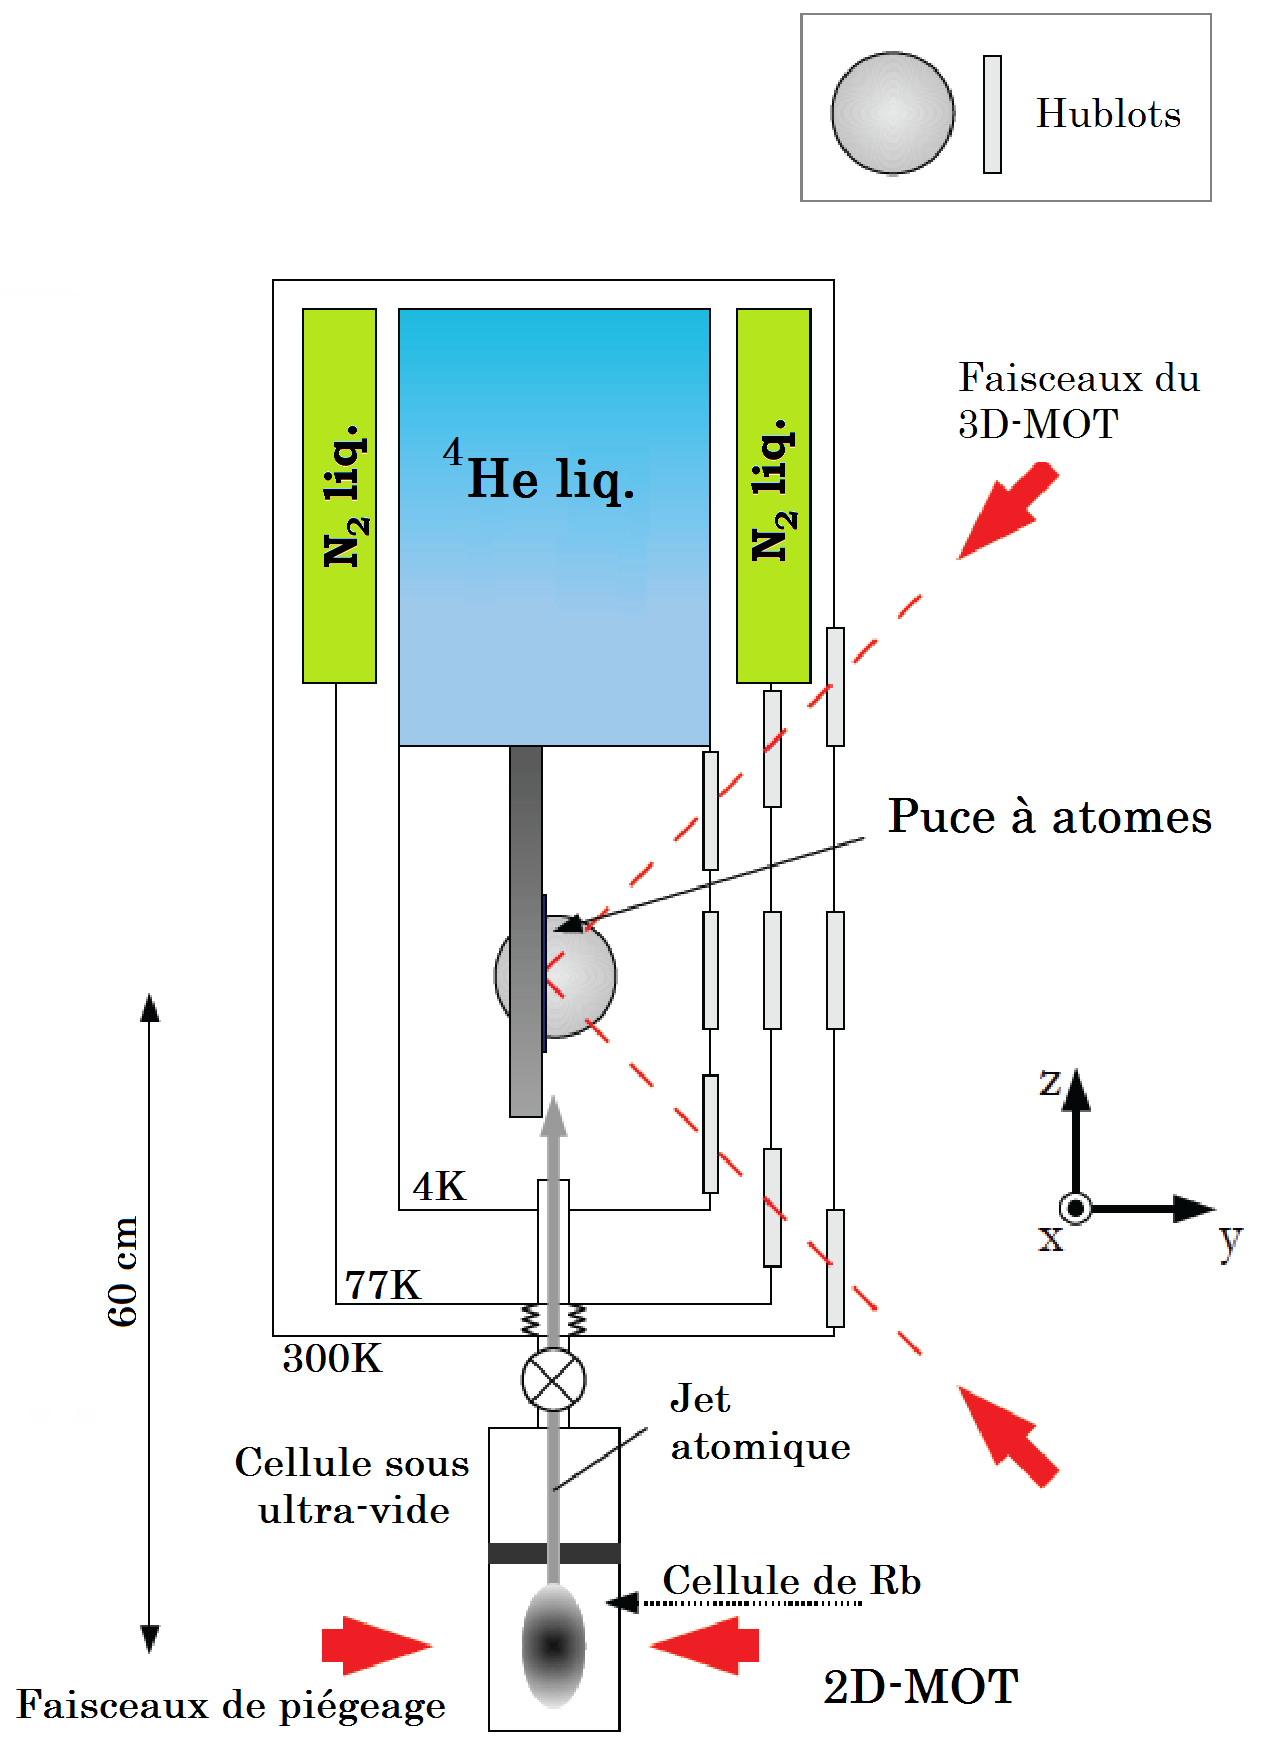 Hublots
Faisceaux du
3D-MOT
N₂ liq.
⁴He liq.
N₂ liq.
Puce à atomes
z
x
y
4K
77K
300K
60 cm
Jet
atomique
Cellule sous
ultra-vide
Cellule de Rb
2D-MOT
Faisceaux de piégeage